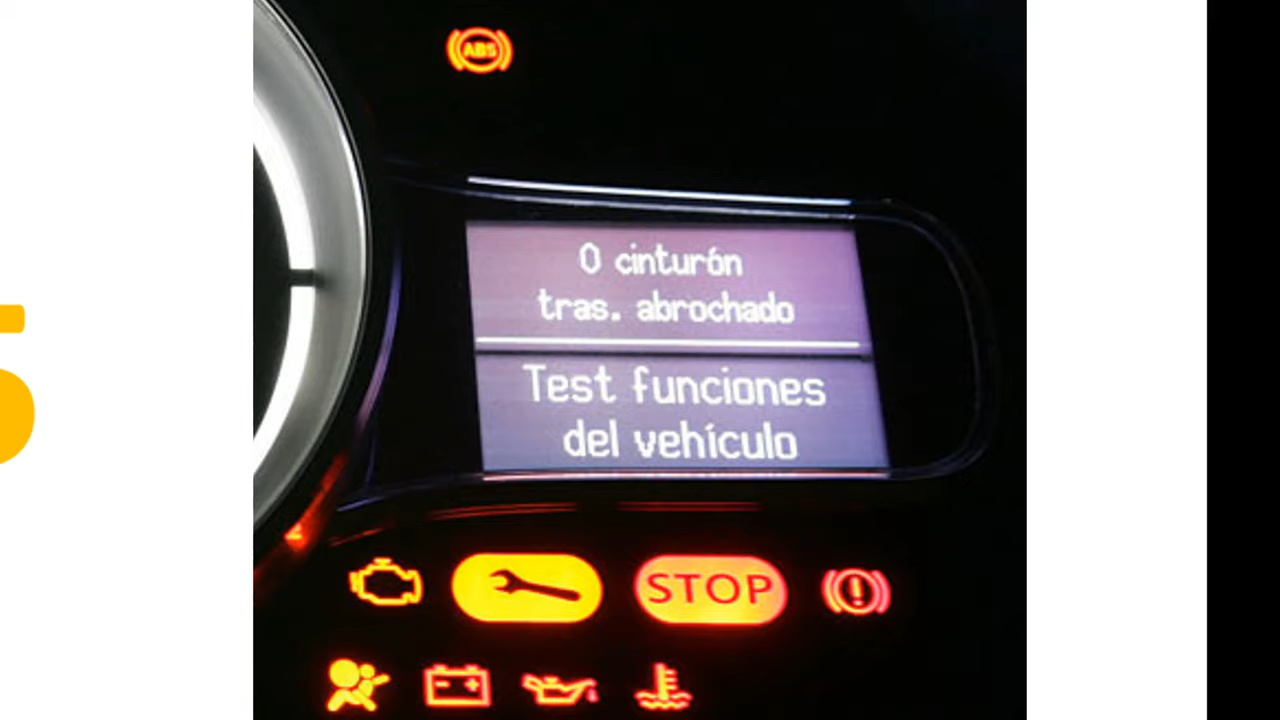 ABS
0 cinturón
tras. abrochado
Test funciones
del vehículo
STOP